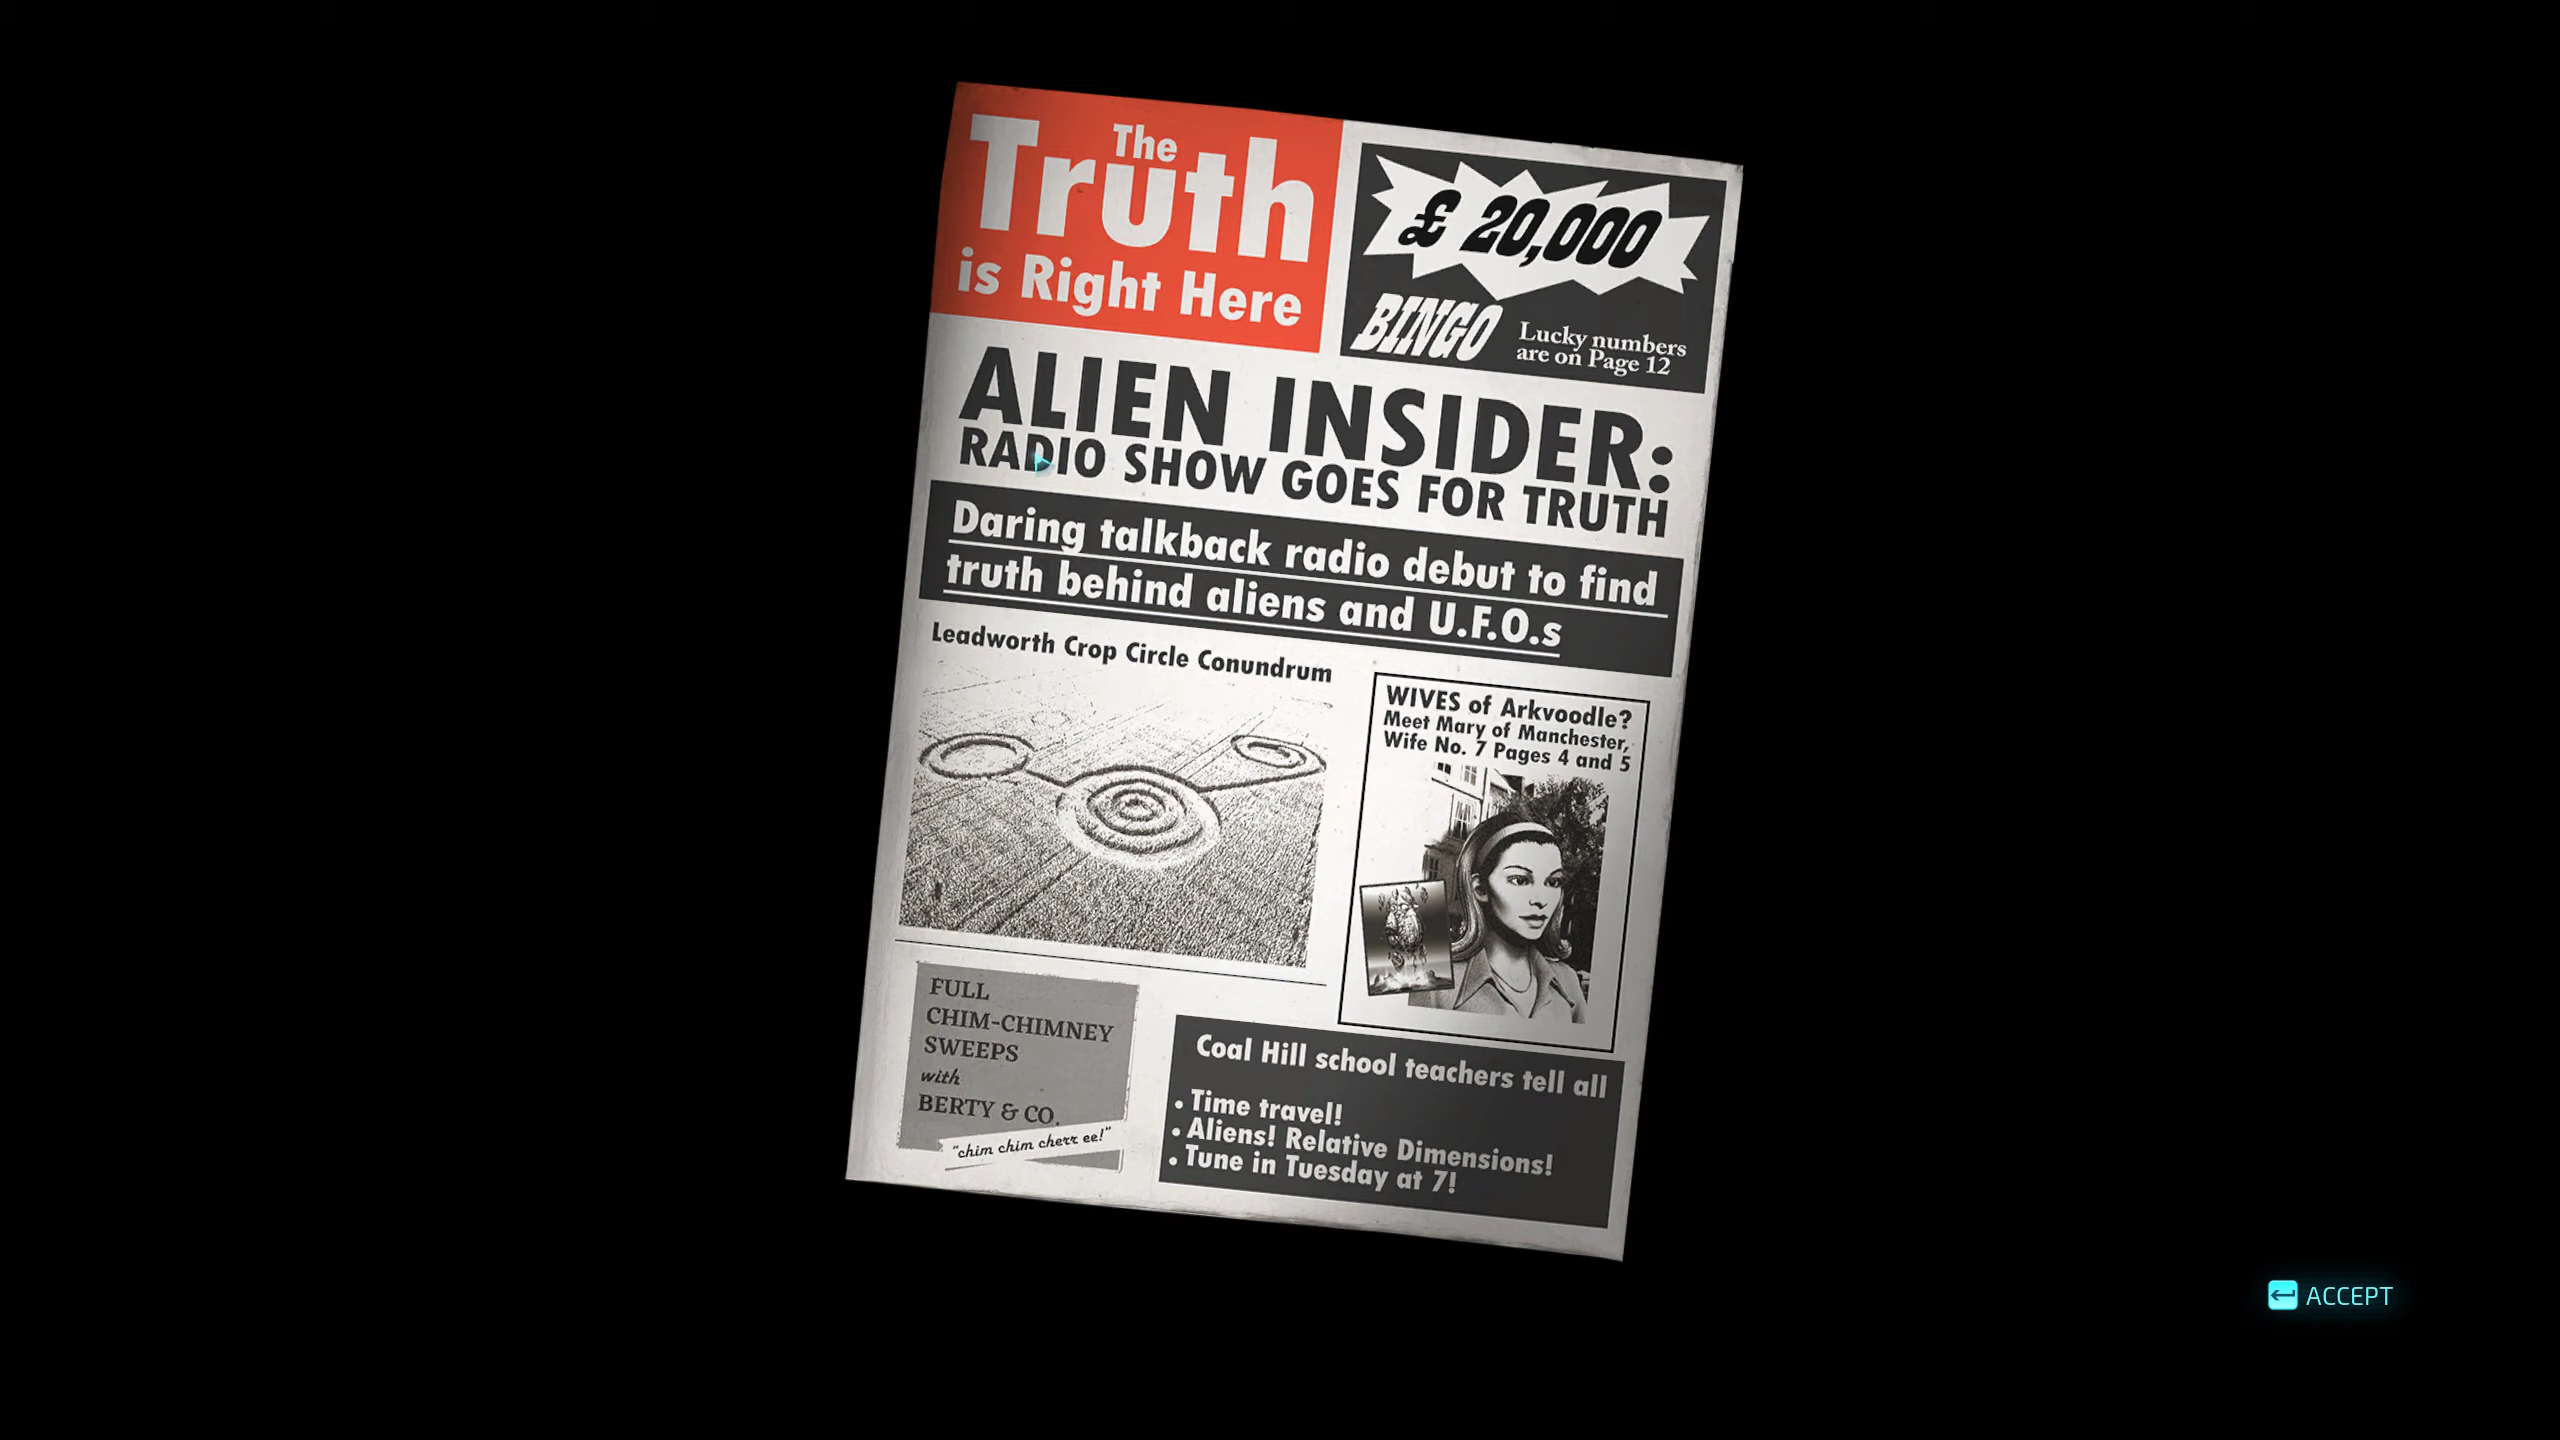 The
Truth
is Right Here
£ 20,000
BINGO
Lucky numbers
are on Page 12
ALIEN INSIDER:
RADIO SHOW GOES FOR TRUTH
Daring talkback radio debut to find
truth behind aliens and U.F.O.s
Leadworth Crop Circle Conundrum
WIVES of Arkvoodle?
Meet Mary of Manchester,
Wife No. 7 Pages 4 and 5
FULL
CHIM-CHIMNEY
SWEEPS
with
BERTY & CO.
"chim chim cherr ee!"
Coal Hill school teachers tell all
• Time travel!
• Aliens! Relative Dimensions!
• Tune in Tuesday at 7!
ACCEPT